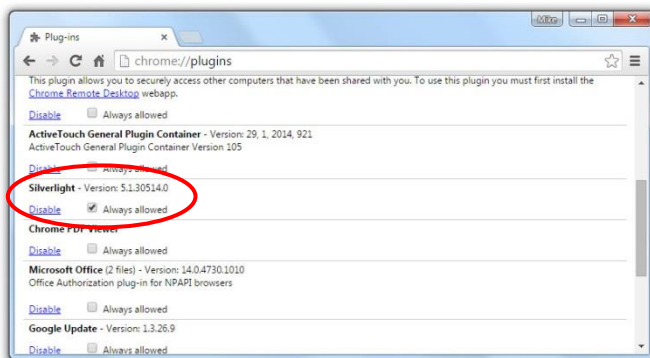 Mike
Plug-ins
chrome://plugins
This plugin allows you to securely access other computers that have been shared with you. To use this plugin you must first install the
Chrome Remote Desktop webapp.
Disable Always allowed
ActiveTouch General Plugin Container - Version: 29, 1, 2014, 921
ActiveTouch General Plugin Container Version 105
Disable Always allowed
Silverlight - Version: 5.1.30514.0
Disable Always allowed
Chrome PDF Viewer
Disable Always allowed
Microsoft Office (2 files) - Version: 14.0.4730.1010
Office Authorization plug-in for NPAPI browsers
Disable Always allowed
Google Update - Version: 1.3.26.9
Disable Always allowed